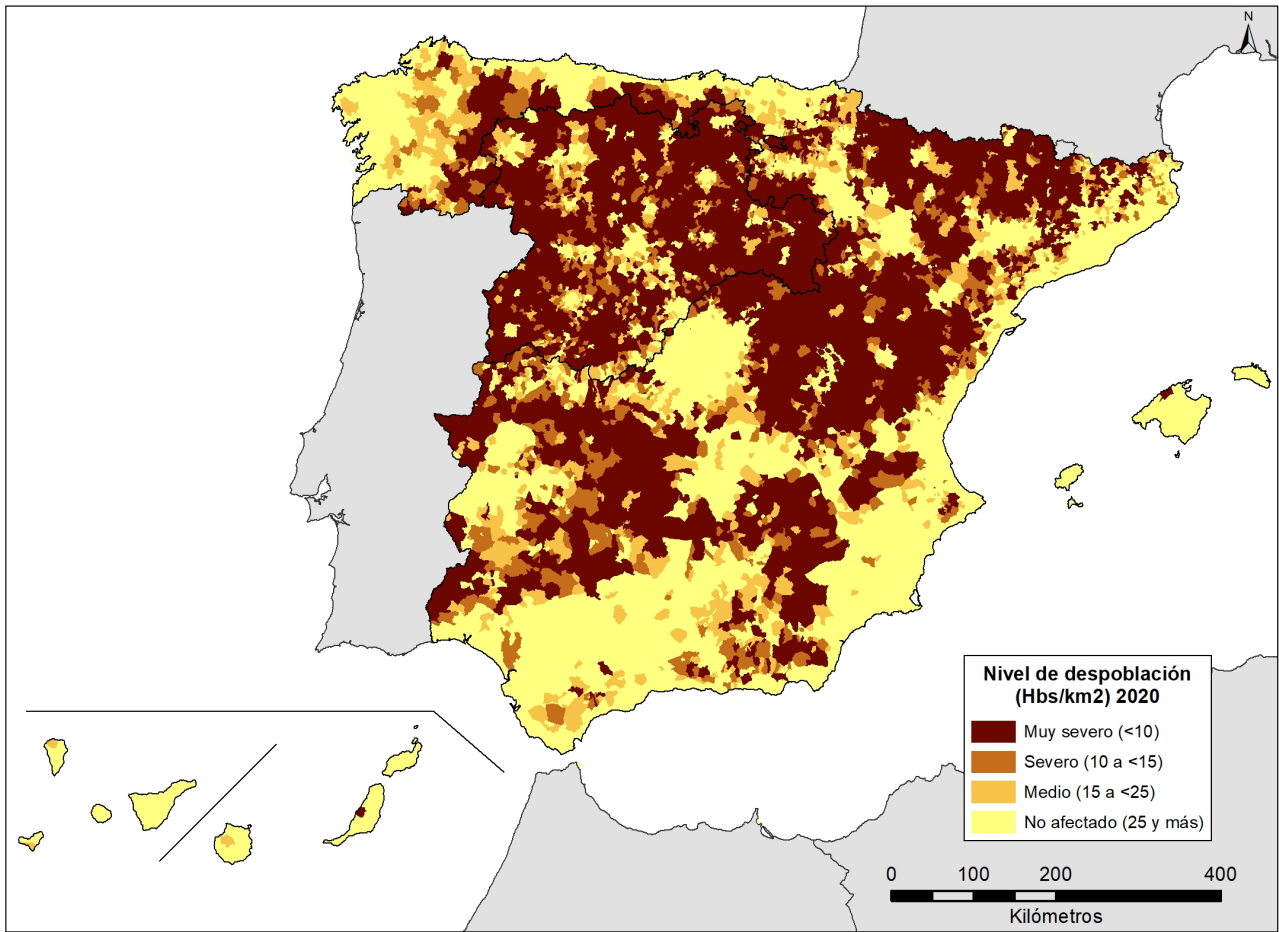 N
Nivel de despoblación
(Hbs/km2) 2020
Muy severo (<10)
Severo (10 a <15)
Medio (15 a <25)
No afectado (25 y más)
0 100 200 400
Kilómetros